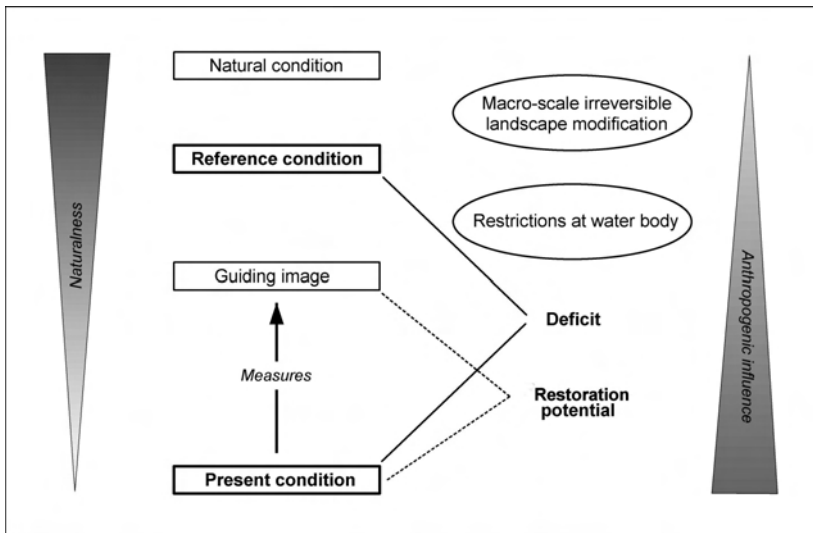 Natural condition
Macro-scale irreversible
landscape modification
Reference condition
Restrictions at water body
Naturalness
Guiding image
Anthropogenic influence
Deficit
Measures
Restoration
potential
Present condition